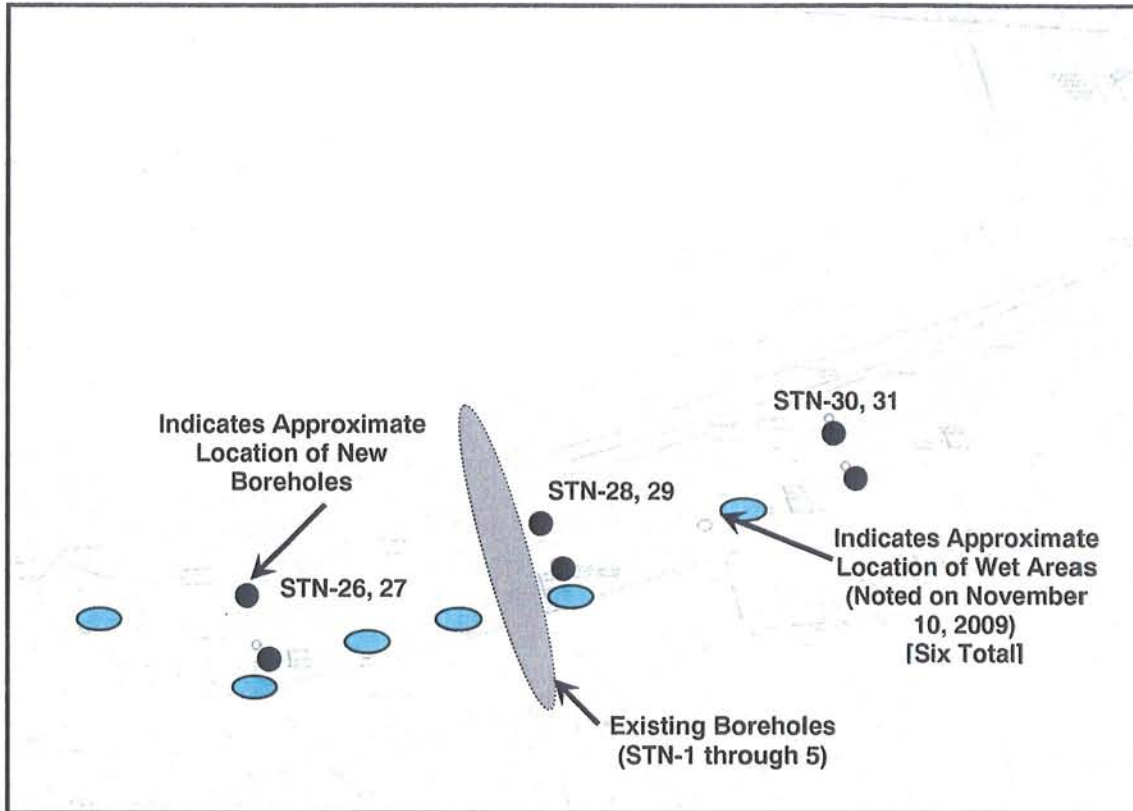 STN-30, 31
Indicates Approximate
Location of New
Boreholes
STN-28, 29
Indicates Approximate
Location of Wet Areas
(Noted on November
10, 2009)
[Six Total]
STN-26, 27
Existing Boreholes
(STN-1 through 5)